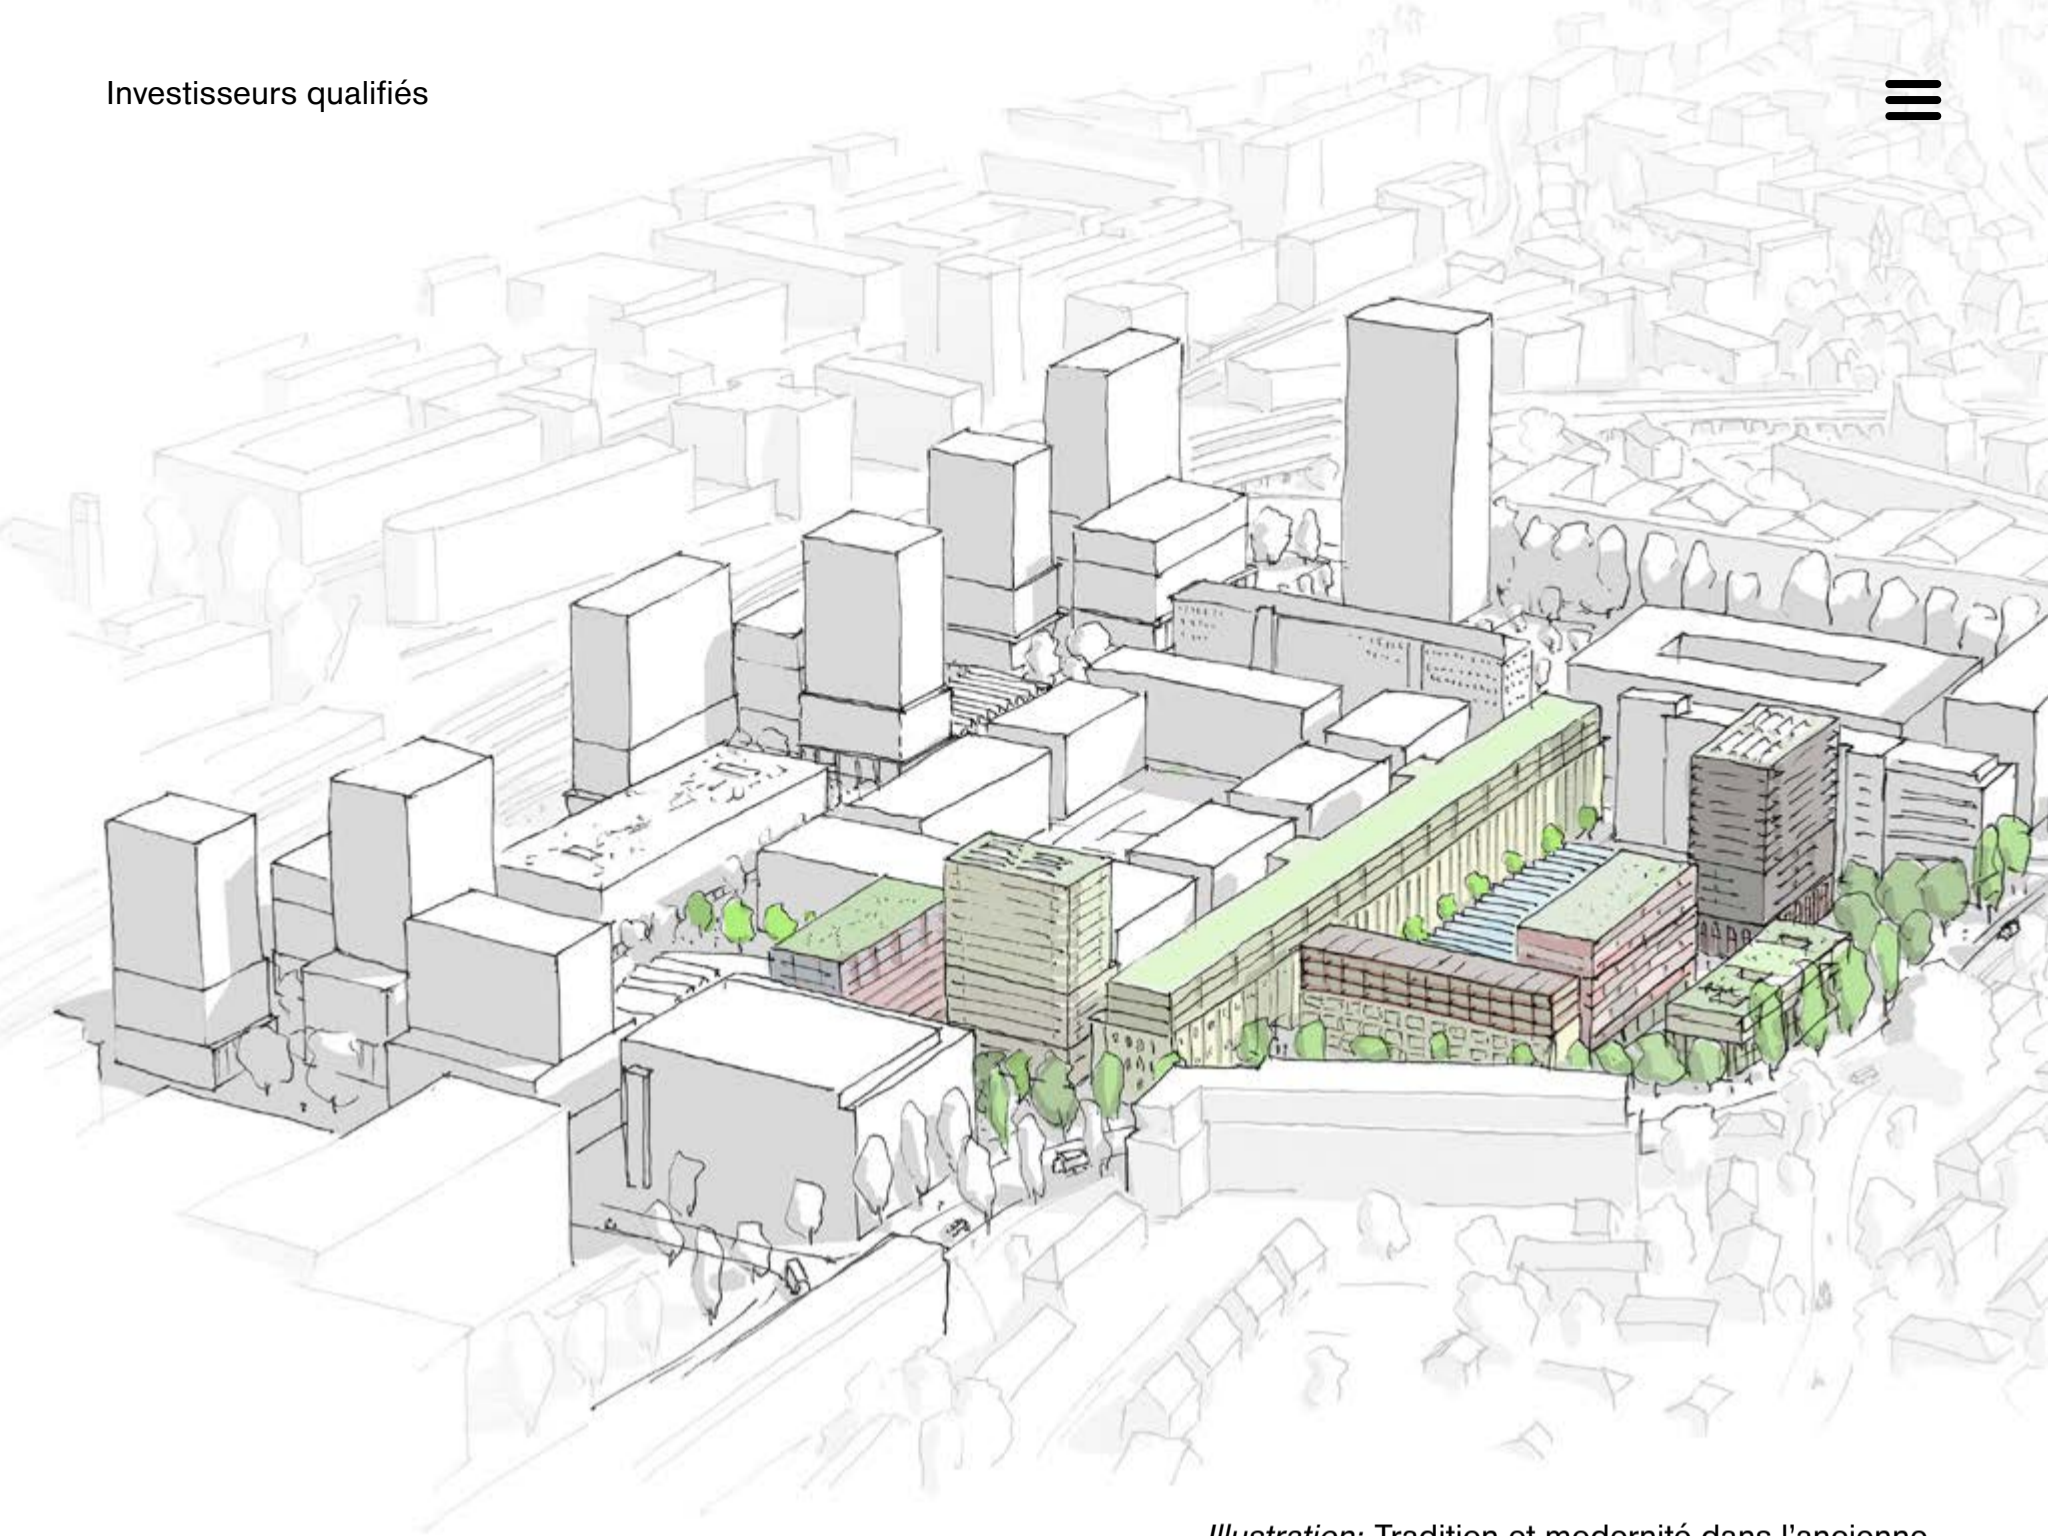 Investisseurs qualifiés
Illustration: Tradition et modernité dans l'ancienne